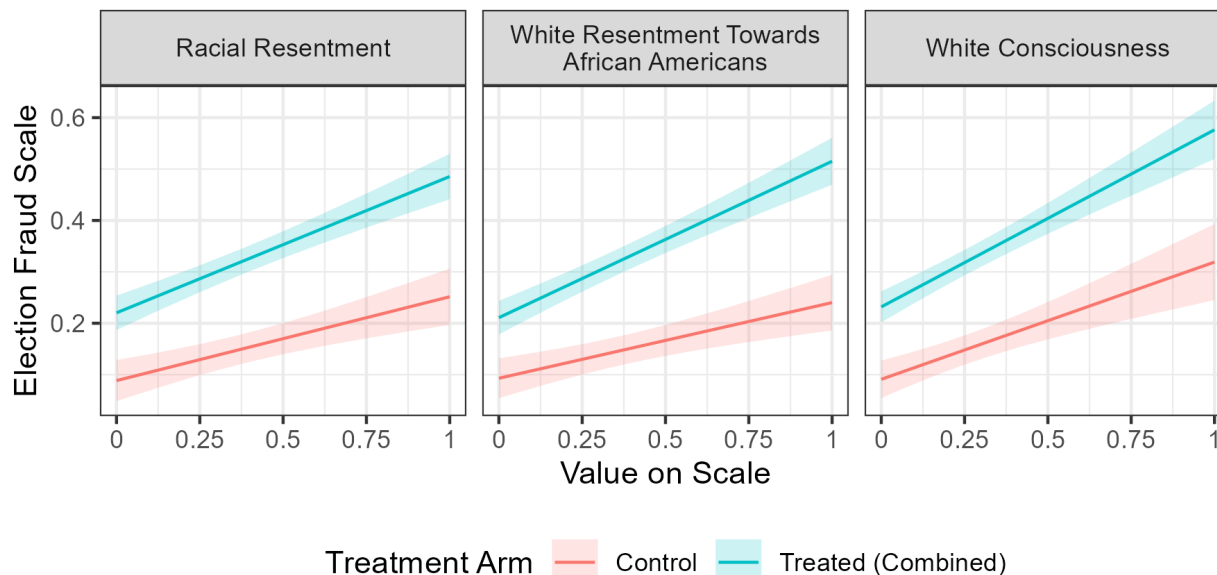 Racial Resentment
White Resentment Towards
African Americans
White Consciousness
Election Fraud Scale
0.6
0.4
0.2
0 0.25 0.5 0.75 1
0 0.25 0.5 0.75 1
0 0.25 0.5 0.75 1
Value on Scale
Treatment Arm Control Treated (Combined)